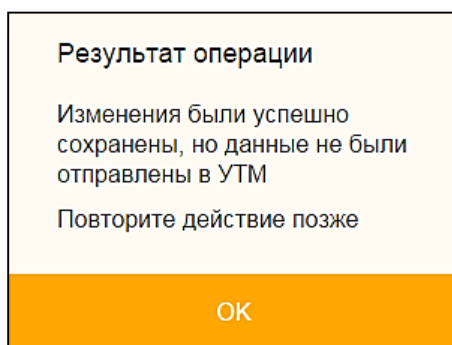 Результат операции
Изменения были успешно
сохранены, но данные не были
отправлены в УТМ
Повторите действие позже
OK